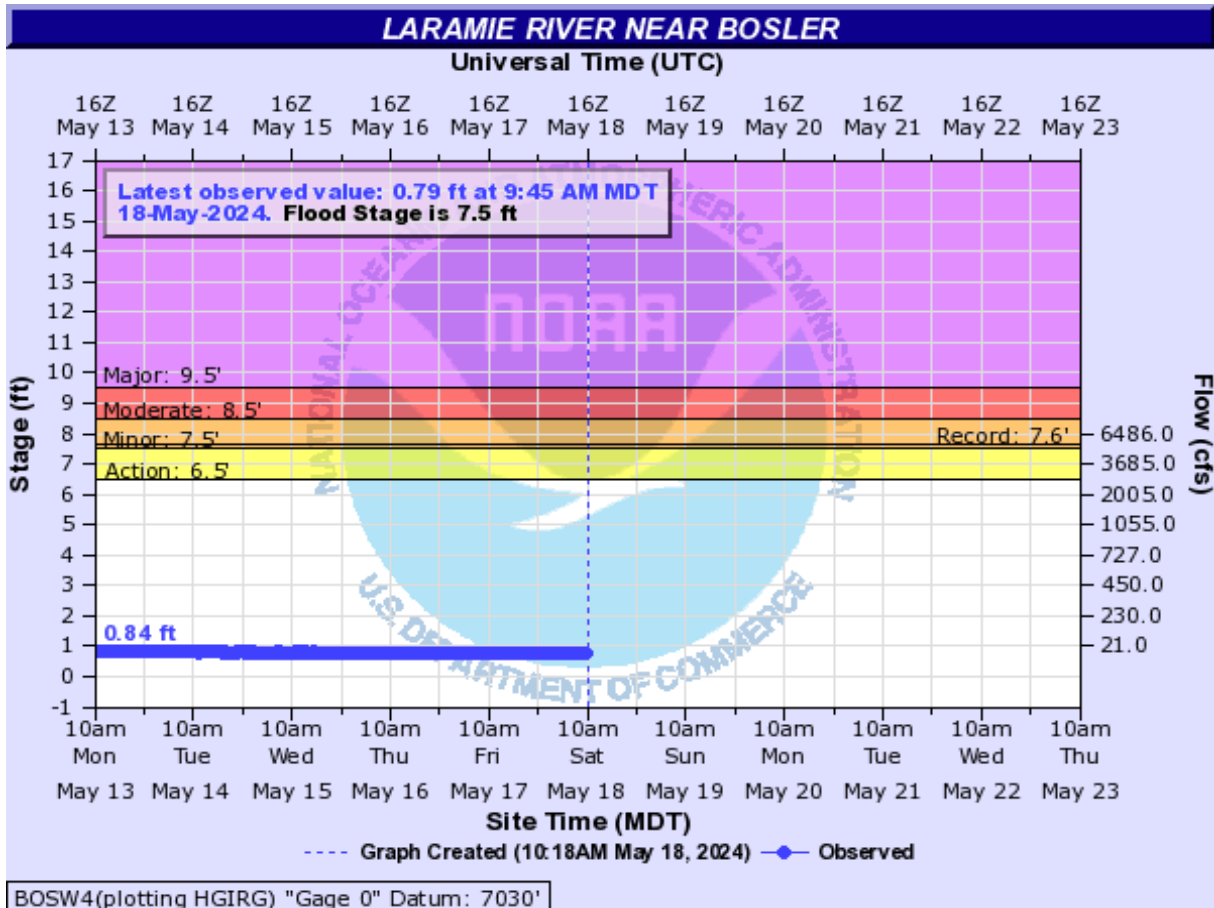 LARAMIE RIVER NEAR BOSLER
Universal Time (UTC)
16Z 16Z 16Z 16Z 16Z 16Z 16Z 16Z 16Z 16Z 16Z
May 13 May 14 May 15 May 16 May 17 May 18 May 19 May 20 May 21 May 22 May 23
Latest observed value: 0.79 ft at 9:45 AM MDT
18-May-2024. Flood Stage is 7.5 ft
NATIONAL OCEANIC AND ATMOSPHERIC ADMINISTRATION
NOAA
U.S. DEPARTMENT OF COMMERCE
Stage (ft)
17
16
15
14
13
12
11
10
9
8
7
6
5
4
3
2
1
0
-1
Major: 9.5'
Moderate: 8.5'
Minor: 7.5'
Record: 7.6'
Action: 6.5'
0.84 ft
Flow (cfs)
6486.0
3685.0
2005.0
1055.0
727.0
450.0
230.0
21.0
10am 10am 10am 10am 10am 10am 10am 10am 10am 10am 10am
Mon Tue Wed Thu Fri Sat Sun Mon Tue Wed Thu
May 13 May 14 May 15 May 16 May 17 May 18 May 19 May 20 May 21 May 22 May 23
Site Time (MDT)
Graph Created (10:18AM May 18, 2024) Observed
BOSW4(plotting HGIRG) "Gage 0" Datum: 7030'